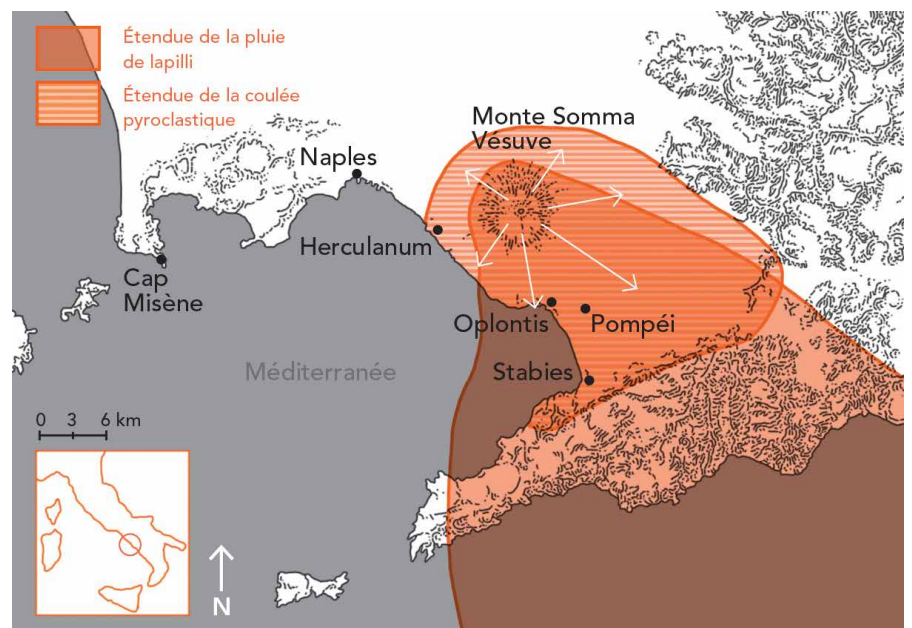 Étendue de la pluie
de lapilli
Étendue de la coulée
pyroclastique
Monte Somma
Vésuve
Naples
Herculanum
Cap
Misène
Oplontis
Pompéi
Méditerranée
Stabies
0 3 6 km
N